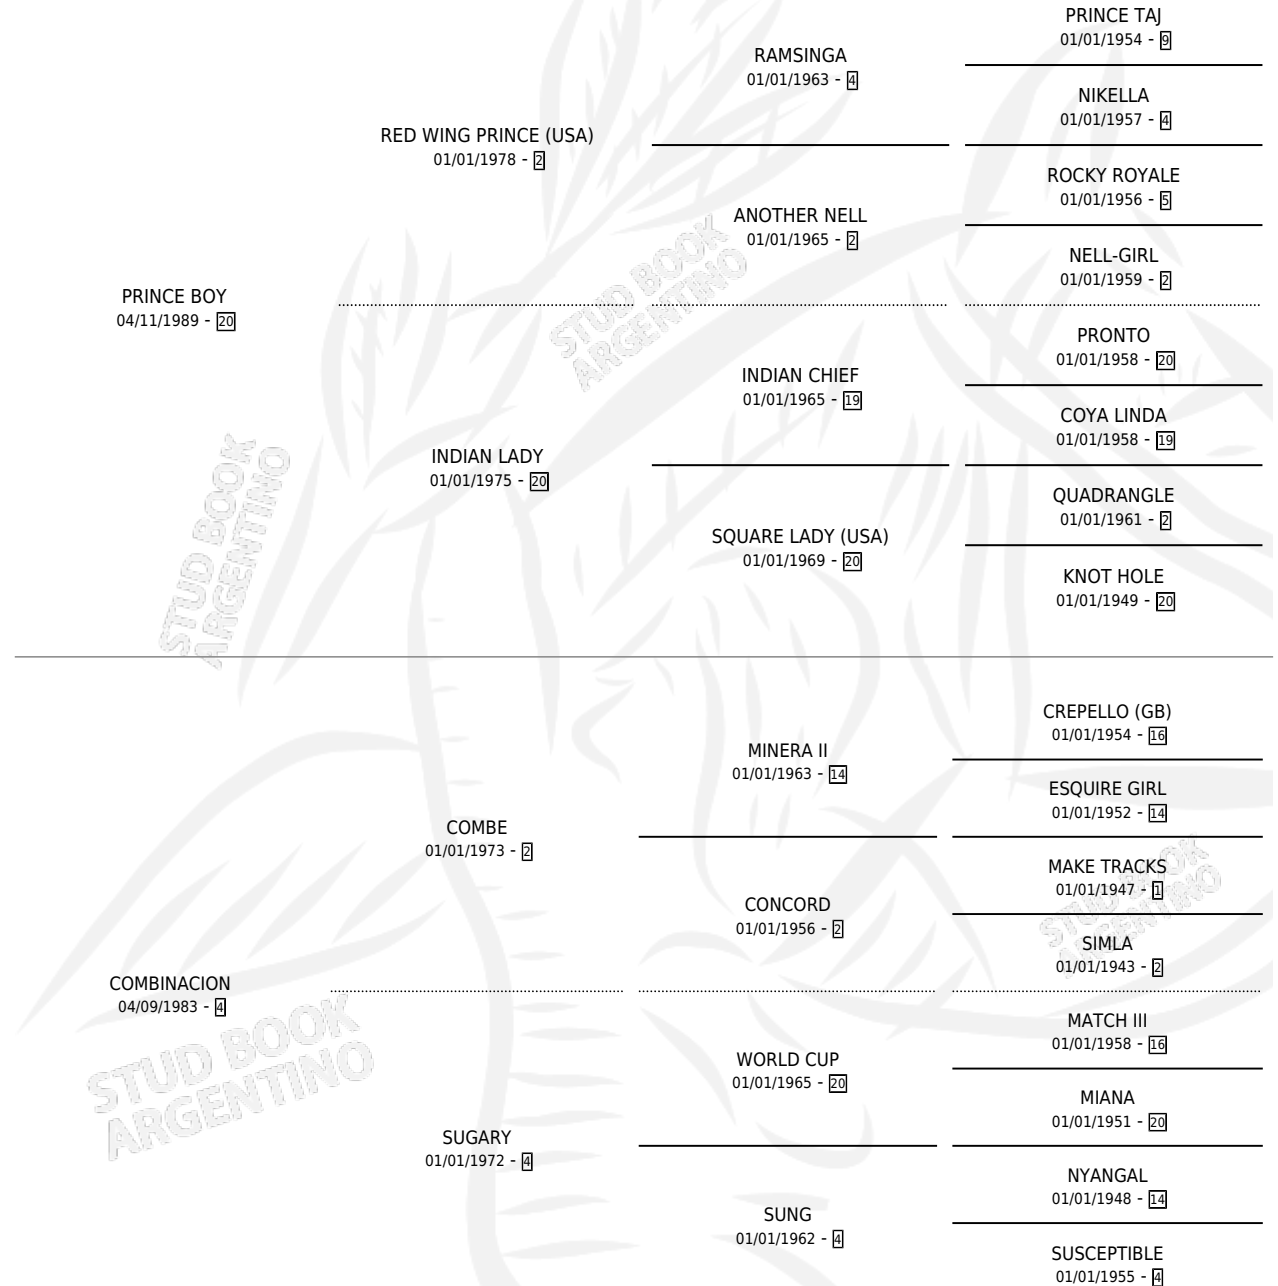 PRINCE TAJ
01/01/1954 - 9
RAMSINGA
01/01/1963 - 4
NIKELLA
01/01/1957 - 4
RED WING PRINCE (USA)
01/01/1978 - 2
ROCKY ROYALE
01/01/1956 - 5
ANOTHER NELL
01/01/1965 - 2
NELL-GIRL
01/01/1959 - 2
PRINCE BOY
04/11/1989 - 20
PRONTO
01/01/1958 - 20
INDIAN CHIEF
01/01/1965 - 19
COYA LINDA
01/01/1958 - 19
INDIAN LADY
01/01/1975 - 20
QUADRANGLE
01/01/1961 - 2
SQUARE LADY (USA)
01/01/1969 - 20
KNOT HOLE
01/01/1949 - 20
CREPELLO (GB)
01/01/1954 - 16
MINERA II
01/01/1963 - 14
ESQUIRE GIRL
01/01/1952 - 14
COMBE
01/01/1973 - 2
MAKE TRACKS
01/01/1947 - 1
CONCORD
01/01/1956 - 2
SIMLA
01/01/1943 - 2
COMBINACION
04/09/1983 - 4
MATCH III
01/01/1958 - 16
WORLD CUP
01/01/1965 - 20
MIANA
01/01/1951 - 20
SUGARY
01/01/1972 - 4
NYANGAL
01/01/1948 - 14
SUNG
01/01/1962 - 4
SUSCEPTIBLE
01/01/1955 - 4
STUD BOOK
ARGENTINO
STUD BOOK
ARGENTINO
STUD BOOK
ARGENTINO
STUD BOOK
ARGENTINO